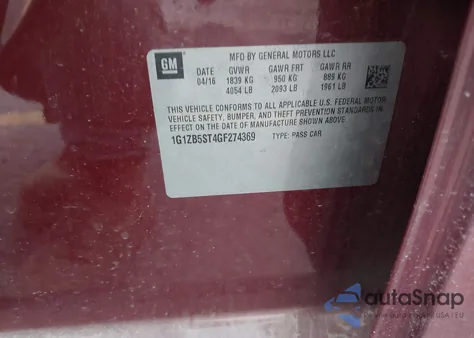 GM
MFD BY GENERAL MOTORS LLC
DATE GVWR GAWR FRT GAWR RR
04/16 1839 KG 950 KG 889 KG
4054 LB 2093 LB 1961 LB
THIS VEHICLE CONFORMS TO ALL APPLICABLE U.S. FEDERAL MOTOR
VEHICLE SAFETY, BUMPER, AND THEFT PREVENTION STANDARDS IN
EFFECT ON THE DATE OF MANUFACTURE SHOWN ABOVE.
1G1ZB5ST4GF274369 TYPE: PASS CAR
autoSnap